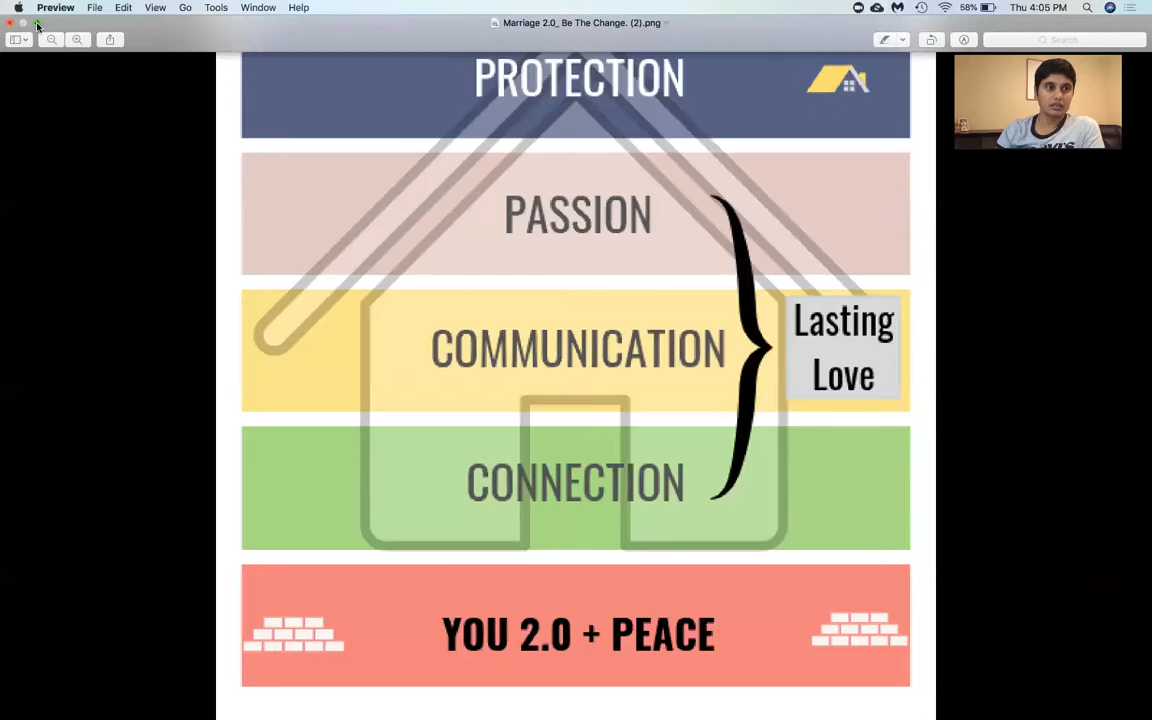 Preview File Edit View Go Tools Window Help
58% Thu 4:05 PM
Marriage 2.0_ Be The Change. (2).png
Search
PROTECTION
PASSION
COMMUNICATION
Lasting
Love
CONNECTION
YOU 2.0 + PEACE